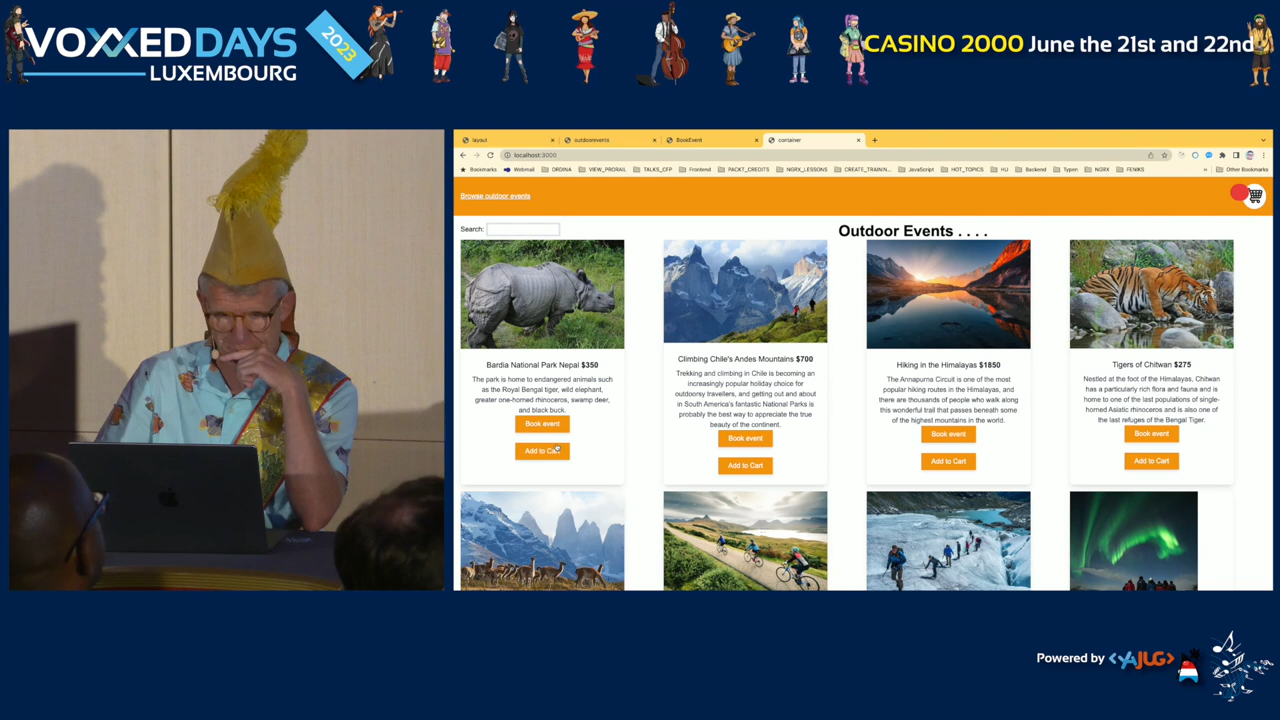 VOXXED DAYS
LUXEMBOURG
2023
CASINO 2000 June the 21st and 22nd
layout
outdoorevents
BookEvent
container
localhost:3000
Bookmarks
Webmail
ORDINA
VIEW_PRORAIL
TALKS_CFP
Frontend
PACKT_CREDITS
NGRX_LESSONS
CREATE_TRAININ...
JavaScript
HOT_TOPICS
HU
Backend
Typen
NGRX
FENIKS
Other Bookmarks
Browse outdoor events
Search:
Outdoor Events . . . .
Bardia National Park Nepal $350
The park is home to endangered animals such
as the Royal Bengal tiger, wild elephant,
greater one-horned rhinoceros, swamp deer,
and black buck.
Book event
Add to Cart
Climbing Chile's Andes Mountains $700
Trekking and climbing in Chile is becoming an
increasingly popular holiday choice for
outdoorsy travellers, and getting out and about
in South America's fantastic National Parks is
probably the best way to appreciate the true
beauty of the continent.
Book event
Add to Cart
Hiking in the Himalayas $1850
The Annapurna Circuit is one of the most
popular hiking routes in the Himalayas, and
there are thousands of people who walk along
this wonderful trail that passes beneath some
of the highest mountains in the world.
Book event
Add to Cart
Tigers of Chitwan $275
Nestled at the foot of the Himalayas, Chitwan
has a particularly rich flora and fauna and is
home to one of the last populations of single-
horned Asiatic rhinoceros and is also one of
the last refuges of the Bengal Tiger.
Book event
Add to Cart
Powered by <YAJUG>